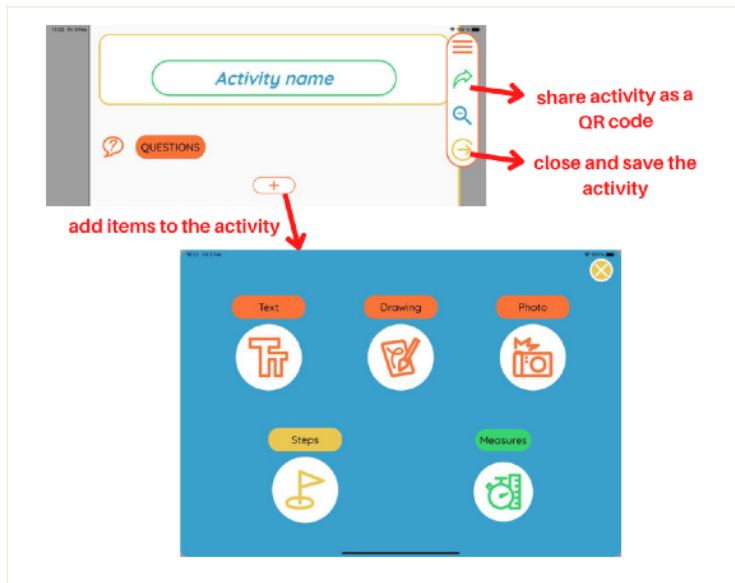 Activity name
share activity as a
QR code
QUESTIONS
close and save the
activity
+
add items to the activity
Text
Drawing
Photo
Steps
Measures